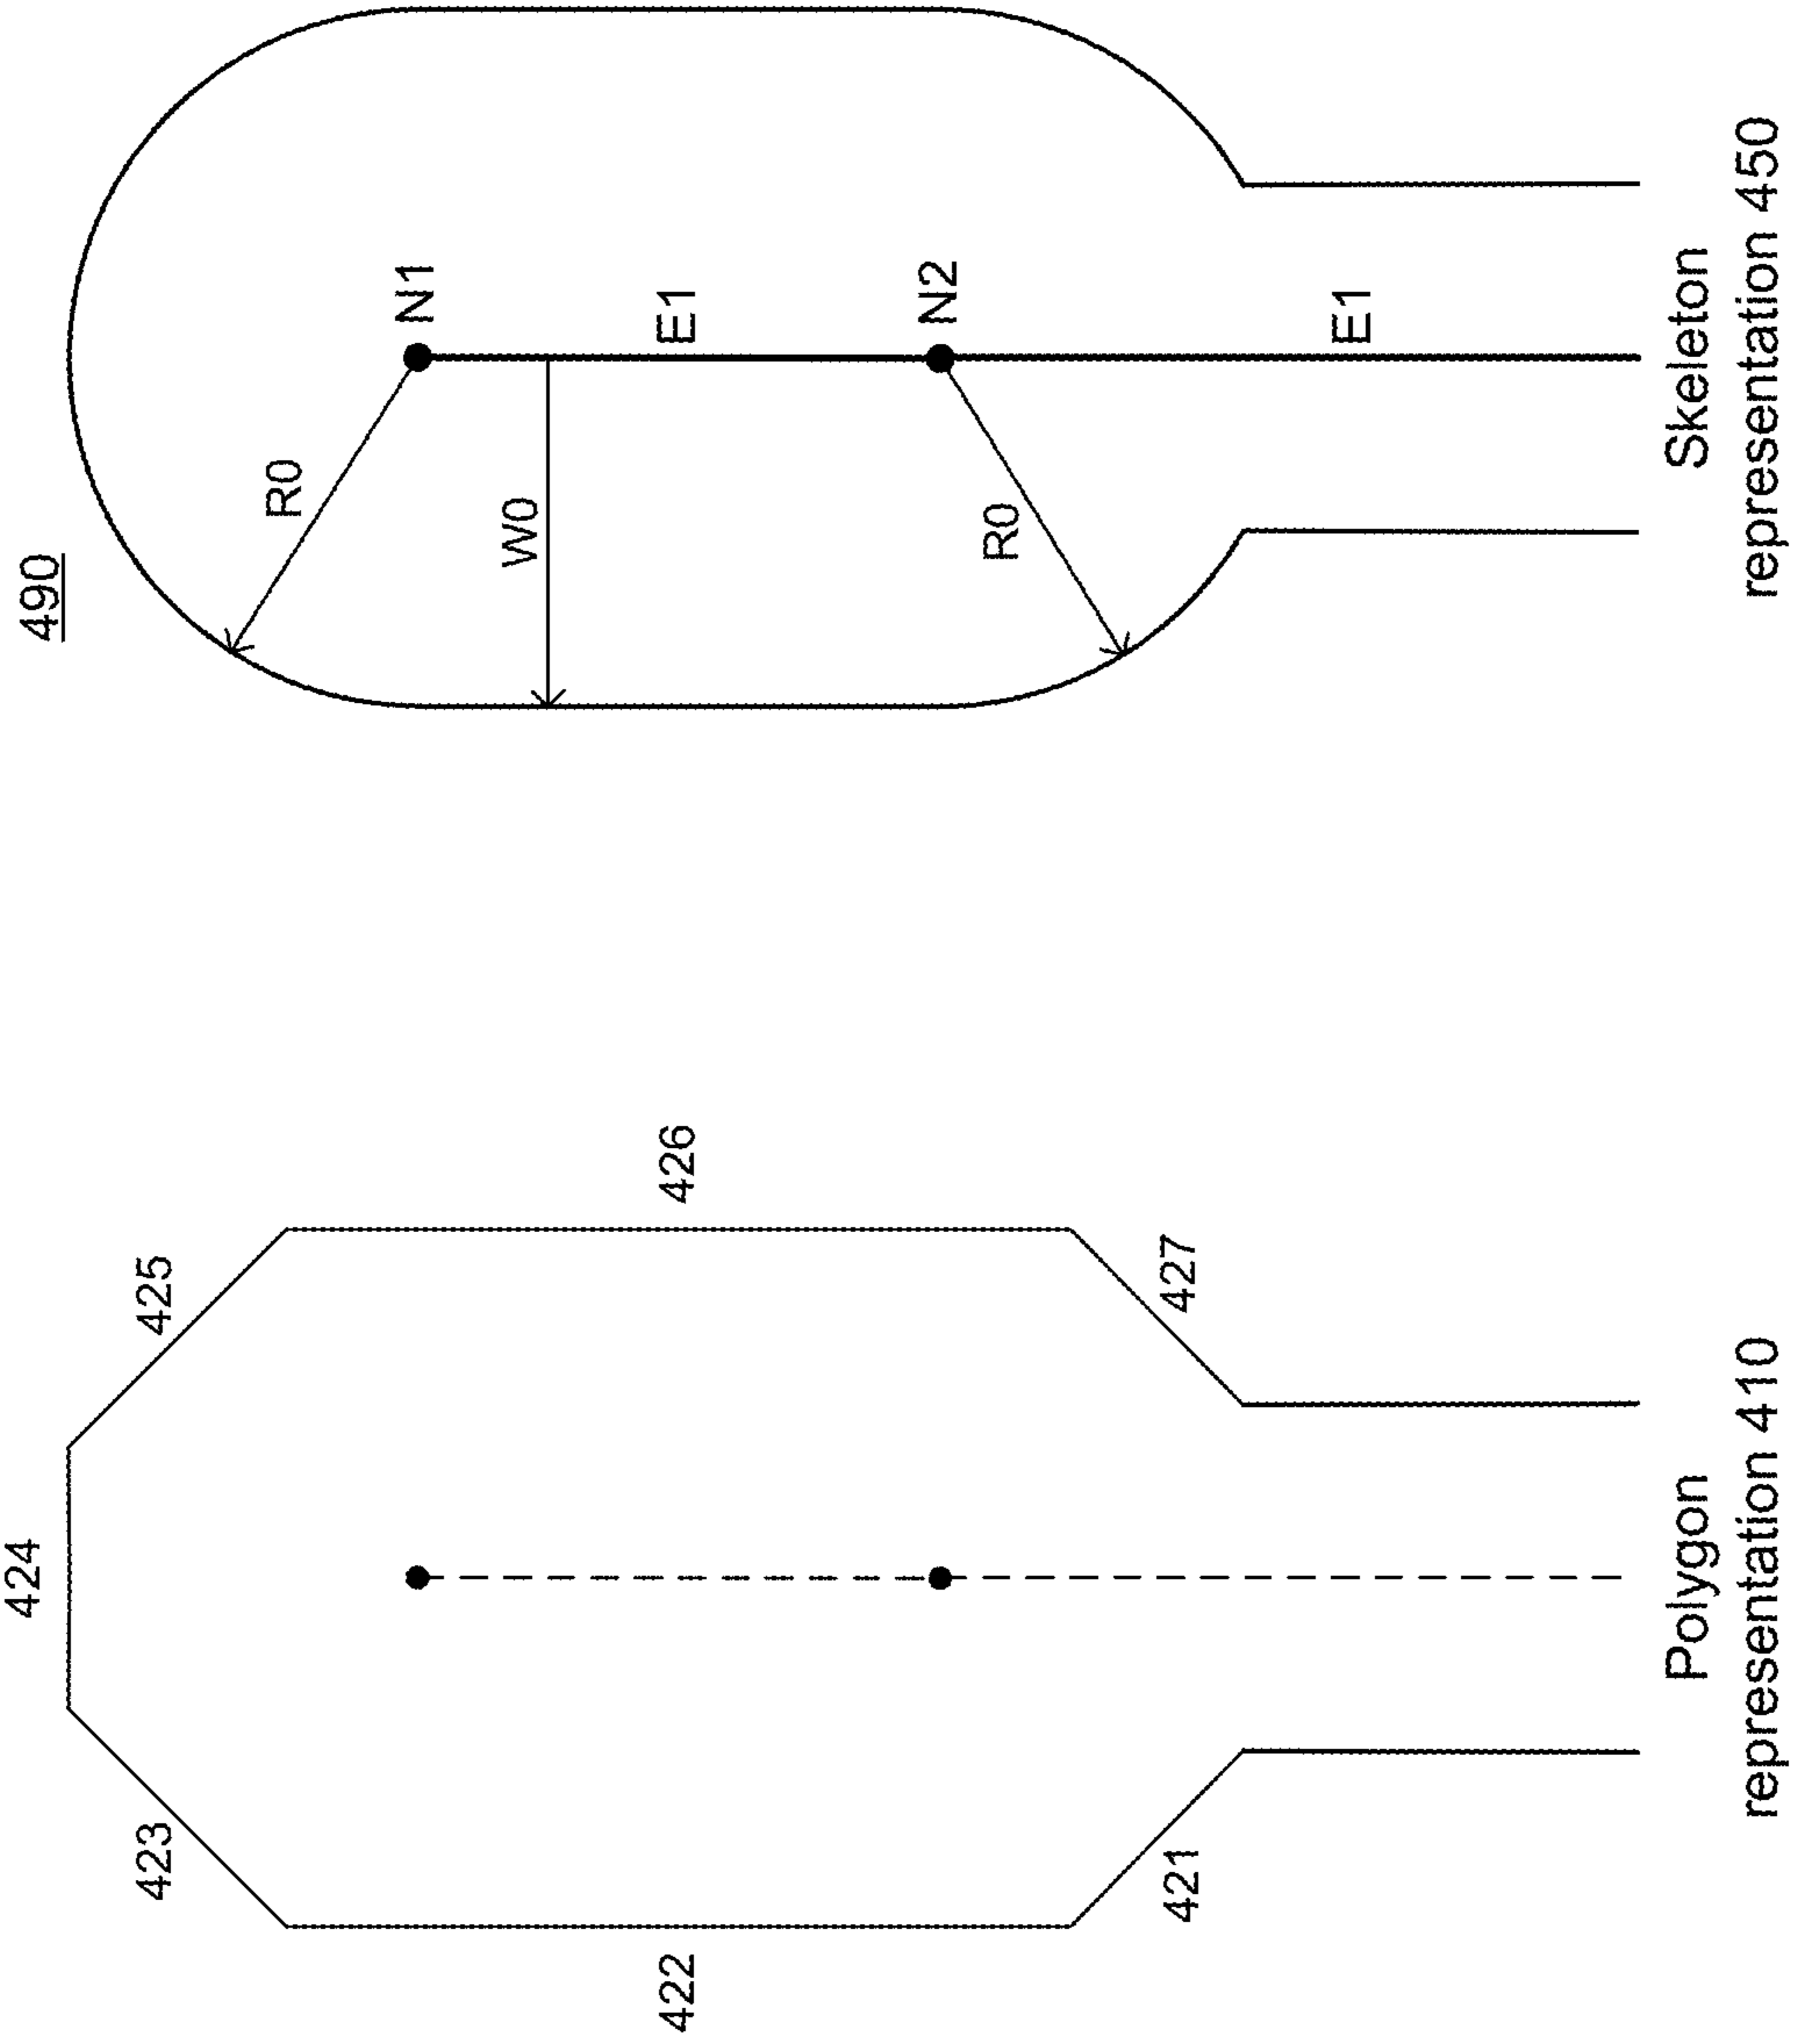 490
424
423
425
422
426
421
427
Polygon
representation 410
R0
N1
W0
E1
R0
N2
E1
Skeleton
representation 450